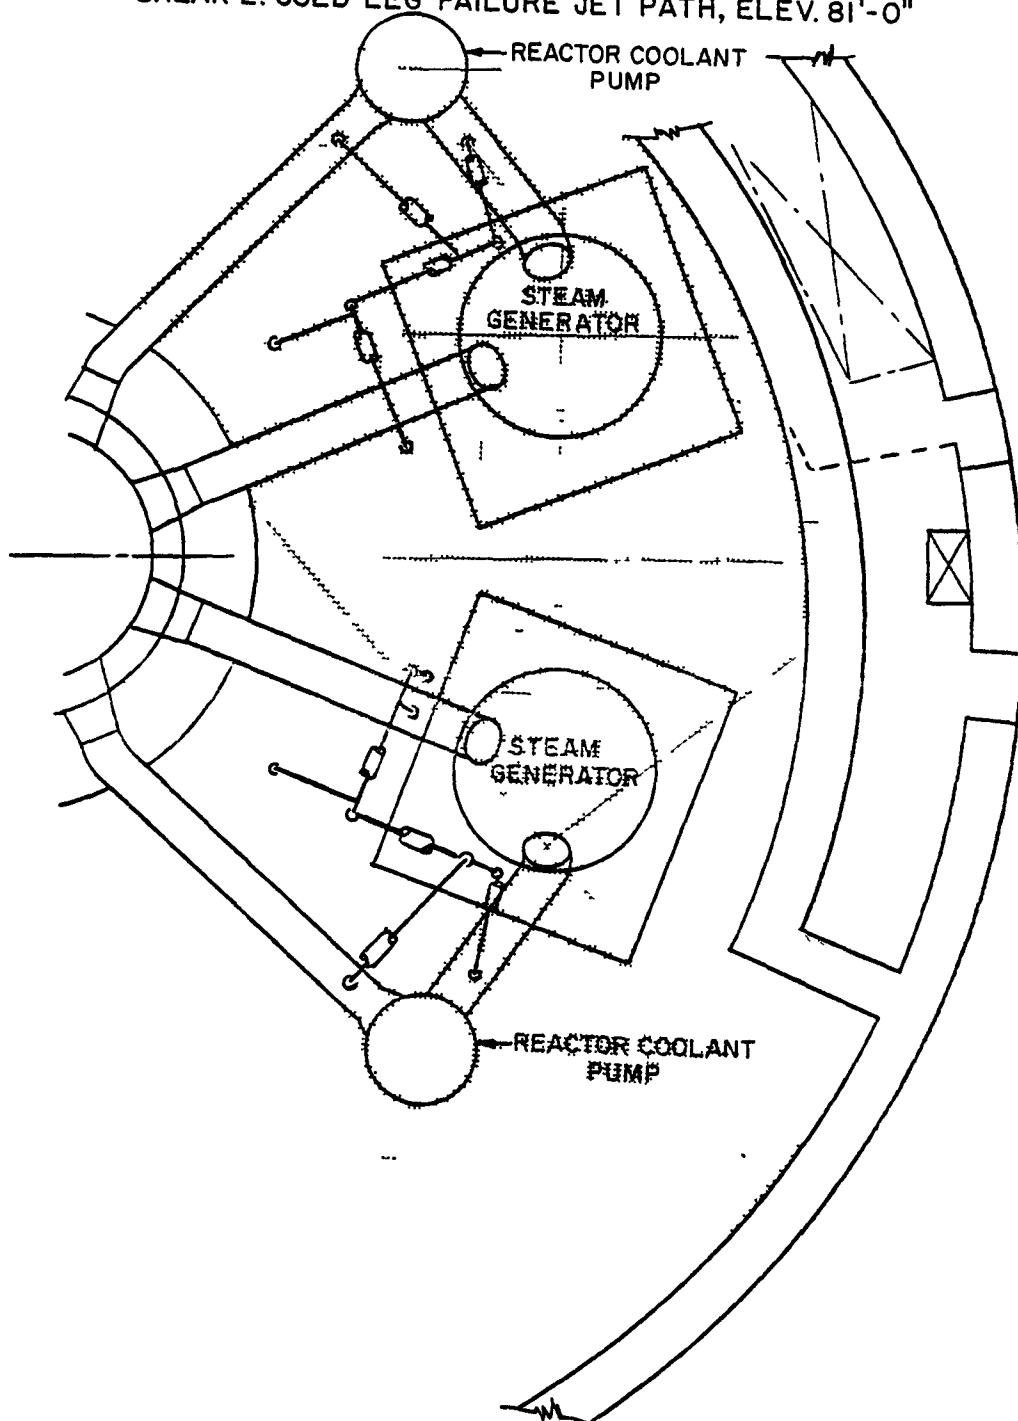 BREAK 2: COLD LEG FAILURE JET PATH, ELEV. 81'-0"
REACTOR COOLANT
PUMP
STEAM
GENERATOR
STEAM
GENERATOR
REACTOR COOLANT
PUMP